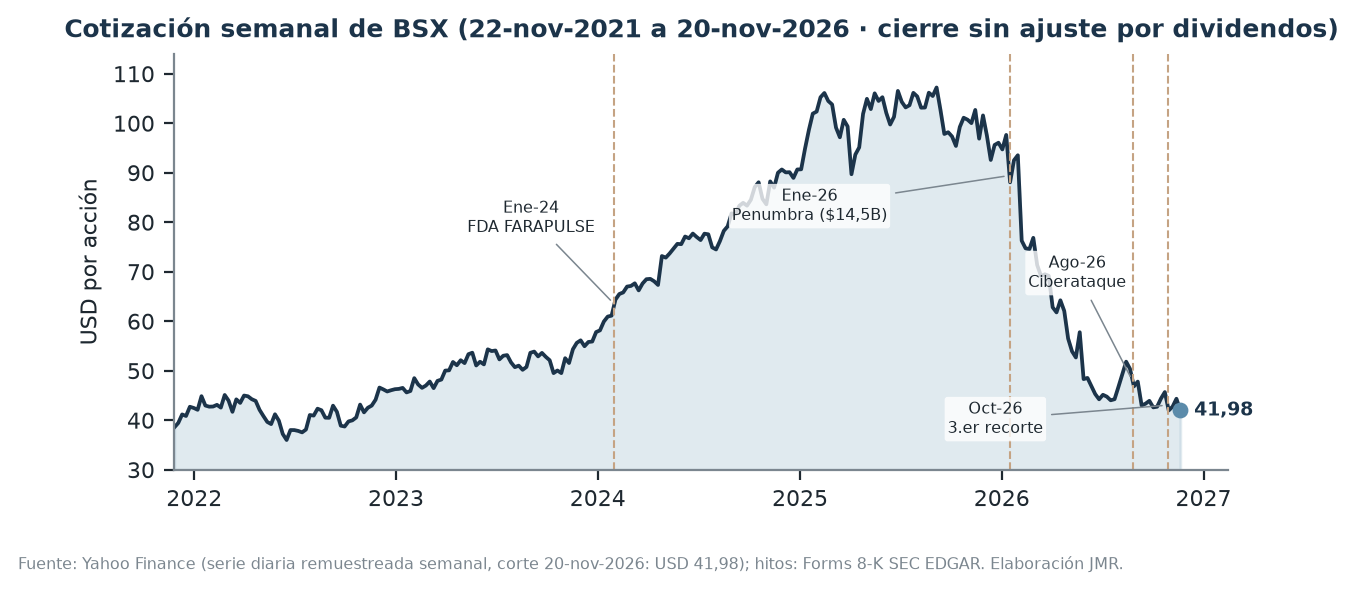 Cotización semanal de BSX (22-nov-2021 a 20-nov-2026 · cierre sin ajuste por dividendos)
USD por acción
110
100
90
80
70
60
50
40
30
Ene-24
FDA FARAPULSE
Ene-26
Penumbra ($14,5B)
Ago-26
Ciberataque
Oct-26
3.er recorte
41,98
2022
2023
2024
2025
2026
2027
Fuente: Yahoo Finance (serie diaria remuestreada semanal, corte 20-nov-2026: USD 41,98); hitos: Forms 8-K SEC EDGAR. Elaboración JMR.